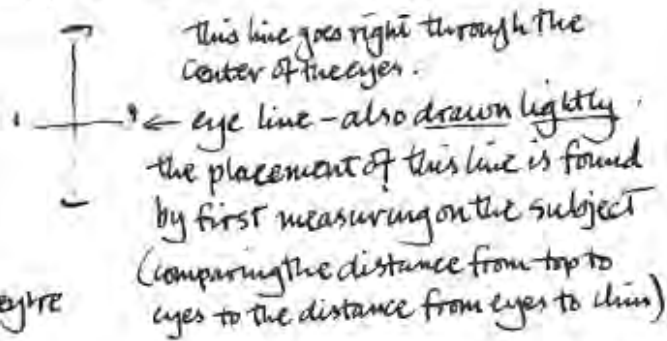 this line goes right through the
center of the eyes.
← eye line - also drawn lightly.
the placement of this line is found
by first measuring on the subject
(comparing the distance from top to
eyes to the distance from eyes to chin)